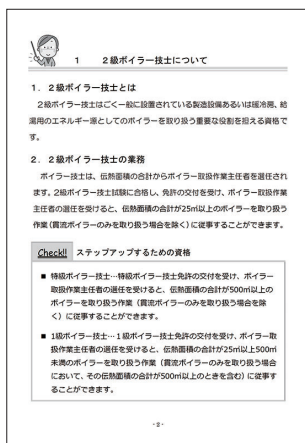 1 2級ボイラー技士について
1. 2級ボイラー技士とは
2級ボイラー技士はごく一般に設置されている製造設備あるいは暖冷房、給
湯用のエネルギー源としてのボイラーを取り扱う重要な役割を担える資格で
す。
2. 2級ボイラー技士の業務
ボイラー技士は、伝熱面積の合計からボイラー取扱作業主任者を選任され
ます。2級ボイラー技士試験に合格し、免許の交付を受け、ボイラー取扱作業
主任者の選任を受けると、伝熱面積の合計が25㎡以上のボイラーを取り扱う
作業(貫流ボイラーのみを取り扱う場合を除く)に従事することができます。
Check!! ステップアップするための資格
■ 特級ボイラー技士…特級ボイラー技士免許の交付を受け、ボイラー
取扱作業主任者の選任を受けると、伝熱面積の合計が500㎡以上の
ボイラーを取り扱う作業(貫流ボイラーのみを取り扱う場合を除
く)に従事することができます。
■ 1級ボイラー技士…1級ボイラー技士免許の交付を受け、ボイラー取
扱作業主任者の選任を受けると、伝熱面積の合計が25㎡以上500㎡
未満のボイラーを取り扱う作業(貫流ボイラーのみを取り扱う場合
において、その伝熱面積の合計が500㎡以上のときを含む)に従事す
ることができます。
- 2 -